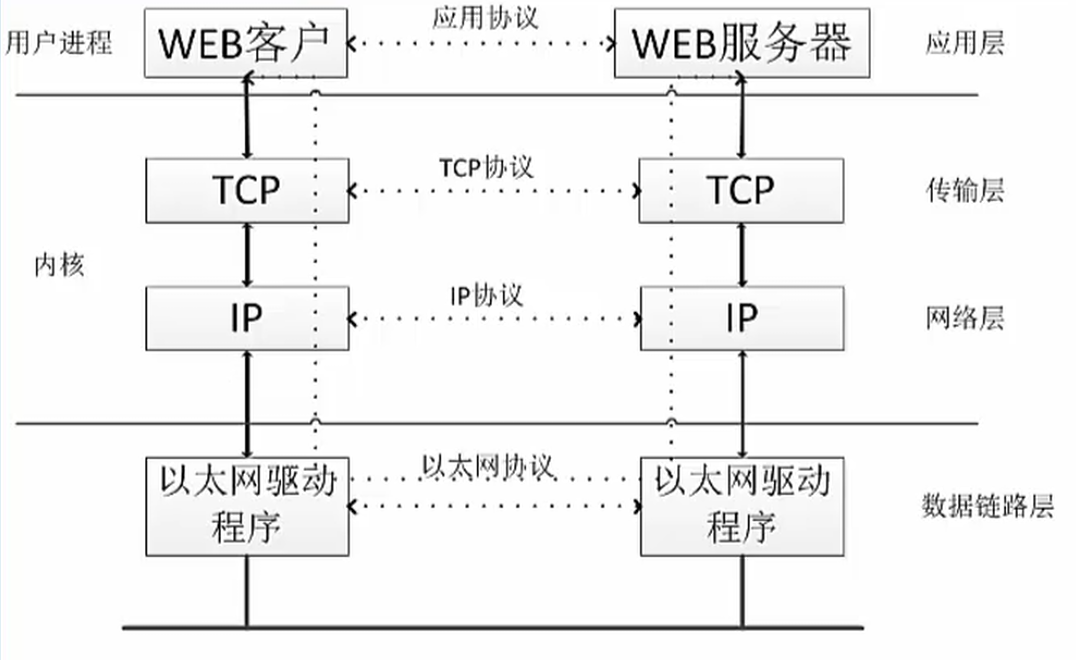 应用协议
用户进程
WEB客户
WEB服务器
应用层
TCP协议
TCP
TCP
传输层
内核
IP协议
IP
IP
网络层
以太网协议
以太网驱动
程序
以太网驱动
程序
数据链路层